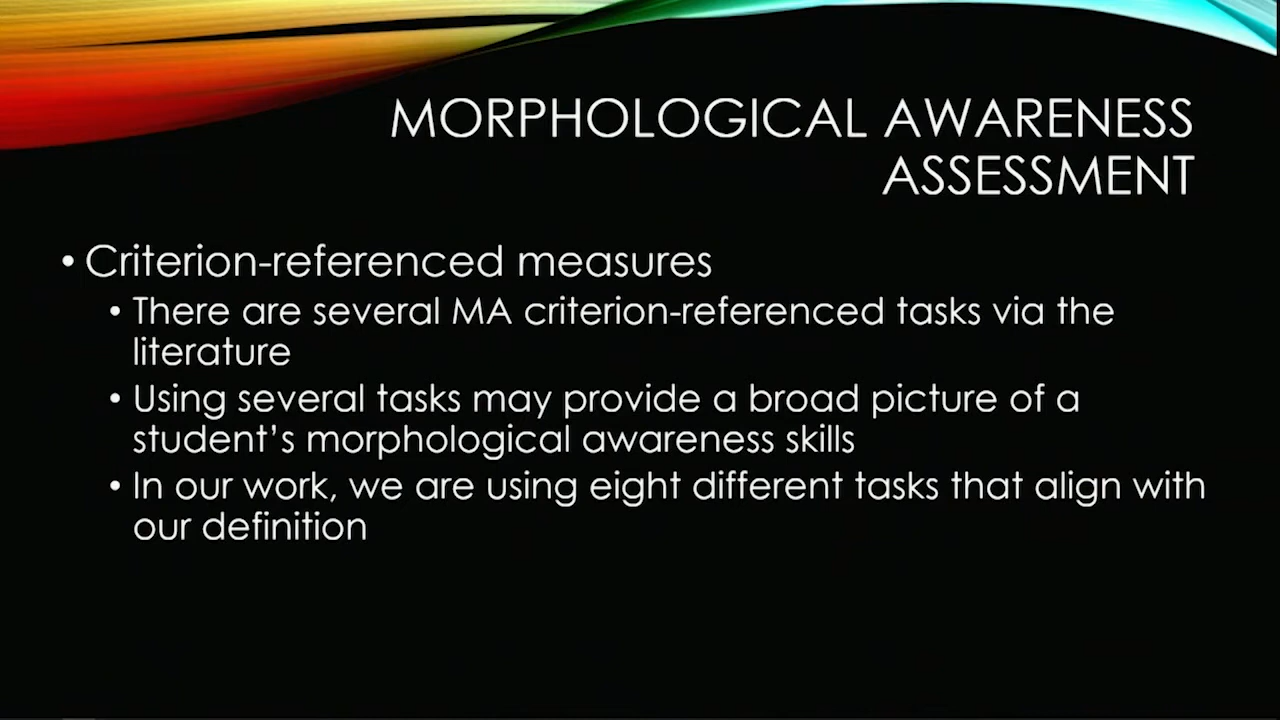 MORPHOLOGICAL AWARENESS
ASSESSMENT
• Criterion-referenced measures
• There are several MA criterion-referenced tasks via the
literature
• Using several tasks may provide a broad picture of a
student’s morphological awareness skills
• In our work, we are using eight different tasks that align with
our definition